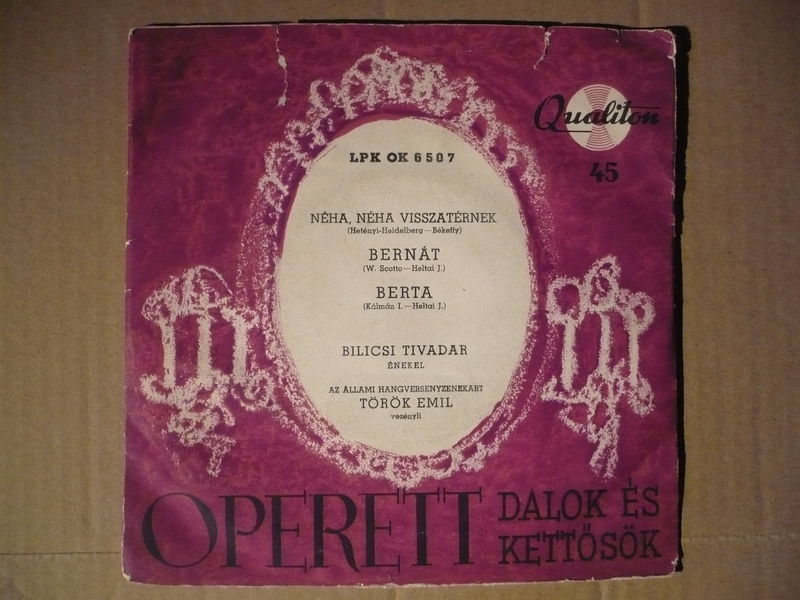 Qualiton
45
LPK OK 6507
NÉHA, NÉHA VISSZATÉRNEK
(Hetényi-Heidelberg—Békeffy)
BERNÁT
(W. Scotto—Heltai J.)
BERTA
(Kálmán I.—Heltai J.)
BILICSI TIVADAR
ÉNEKEL
AZ ÁLLAMI HANGVERSENYZENEKART
TÖRÖK EMIL
vezényli
OPERETT
DALOK ÉS
KETTŐSÖK